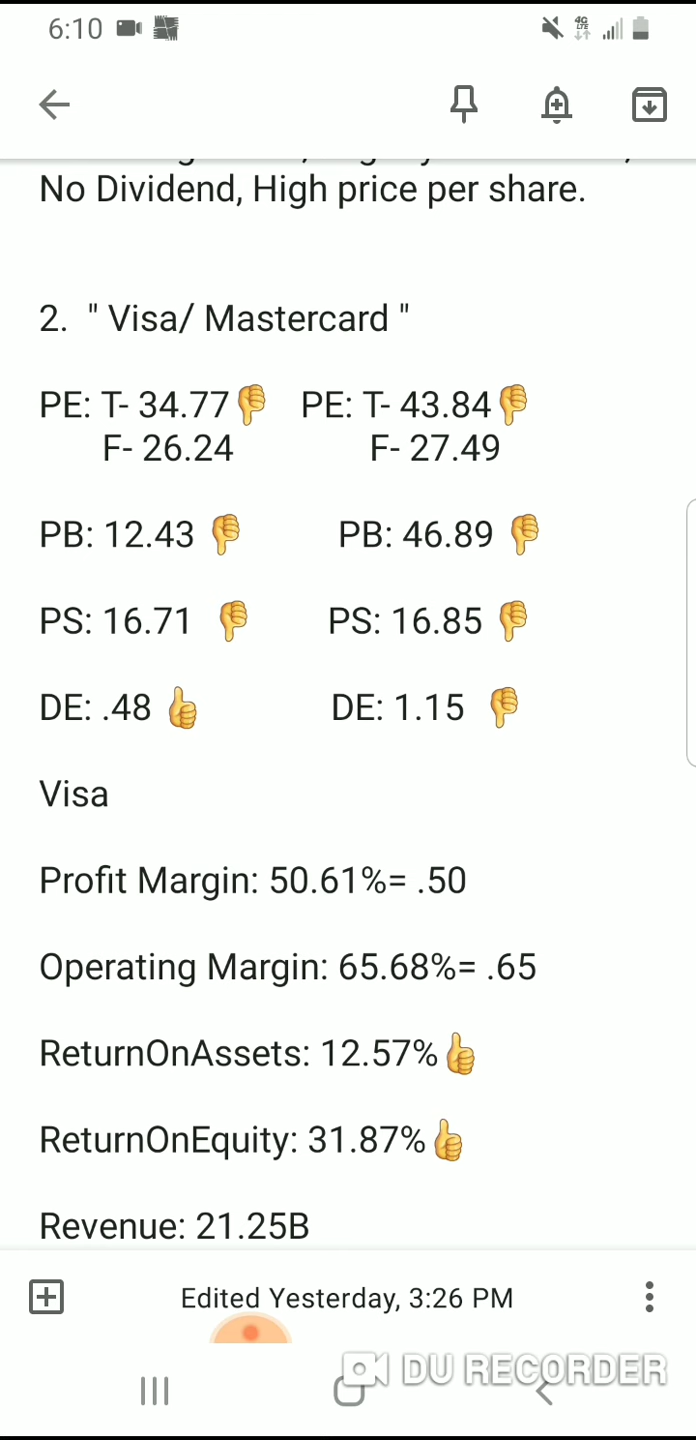 6:10
4G
LTE
No Dividend, High price per share.
2. " Visa/ Mastercard "
PE: T- 34.77👎 PE: T- 43.84👎
F- 26.24 F- 27.49
PB: 12.43 👎 PB: 46.89 👎
PS: 16.71 👎 PS: 16.85 👎
DE: .48 👍 DE: 1.15 👎
Visa
Profit Margin: 50.61%= .50
Operating Margin: 65.68%= .65
ReturnOnAssets: 12.57%👍
ReturnOnEquity: 31.87%👍
Revenue: 21.25B
Edited Yesterday, 3:26 PM
DU RECORDER